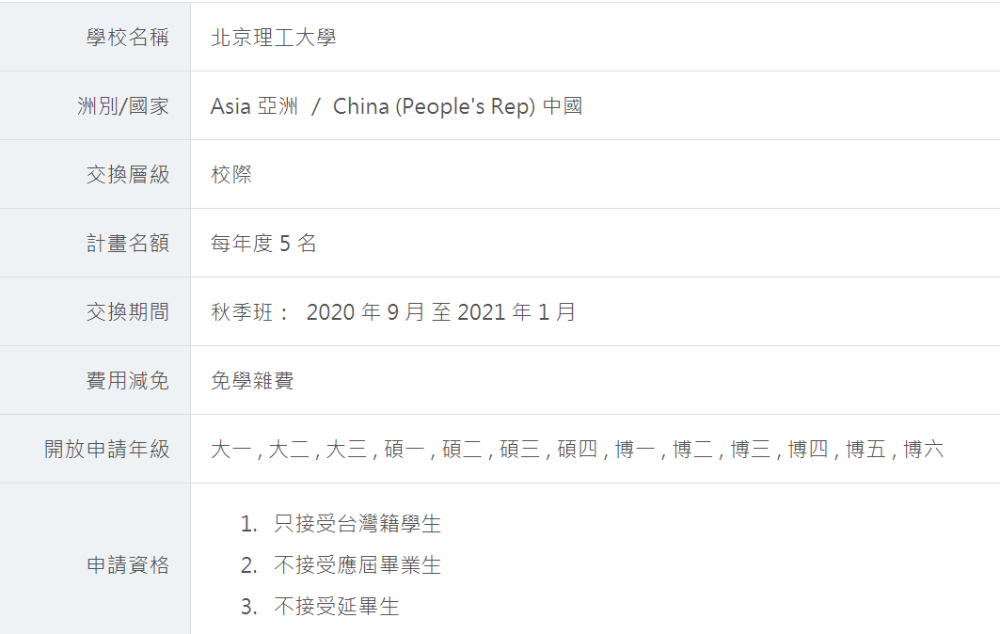 學校名稱 北京理工大學
洲別/國家 Asia 亞洲 / China (People's Rep) 中國
交換層級 校際
計畫名額 每年度 5 名
交換期間 秋季班： 2020 年 9 月 至 2021 年 1 月
費用減免 免學雜費
開放申請年級 大一 , 大二 , 大三 , 碩一 , 碩二 , 碩三 , 碩四 , 博一 , 博二 , 博三 , 博四 , 博五 , 博六
申請資格
1. 只接受台灣籍學生
2. 不接受應屆畢業生
3. 不接受延畢生